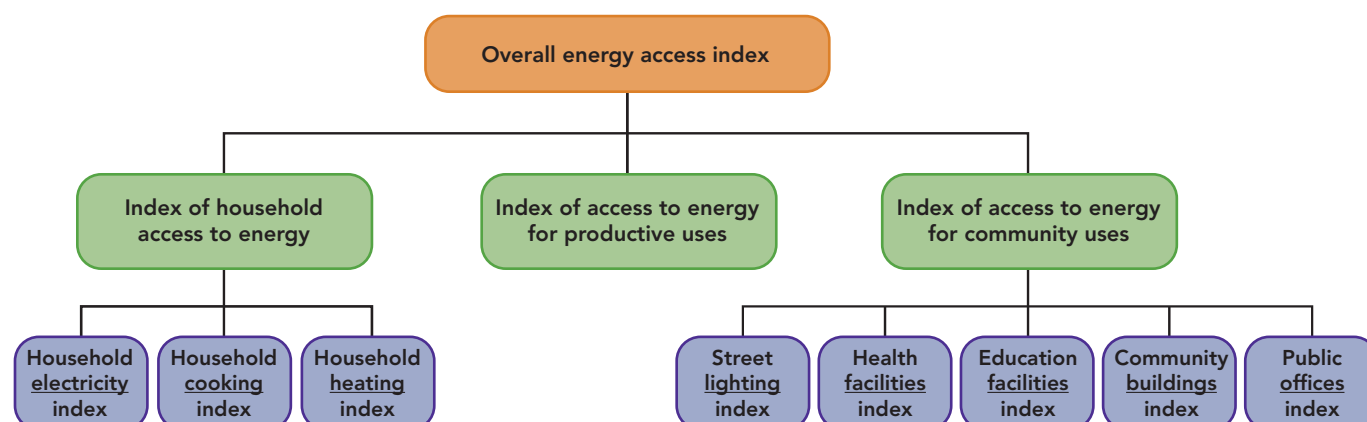 Overall energy access index
Index of household
access to energy
Index of access to energy
for productive uses
Index of access to energy
for community uses
Household
electricity
index
Household
cooking
index
Household
heating
index
Street
lighting
index
Health
facilities
index
Education
facilities
index
Community
buildings
index
Public
offices
index